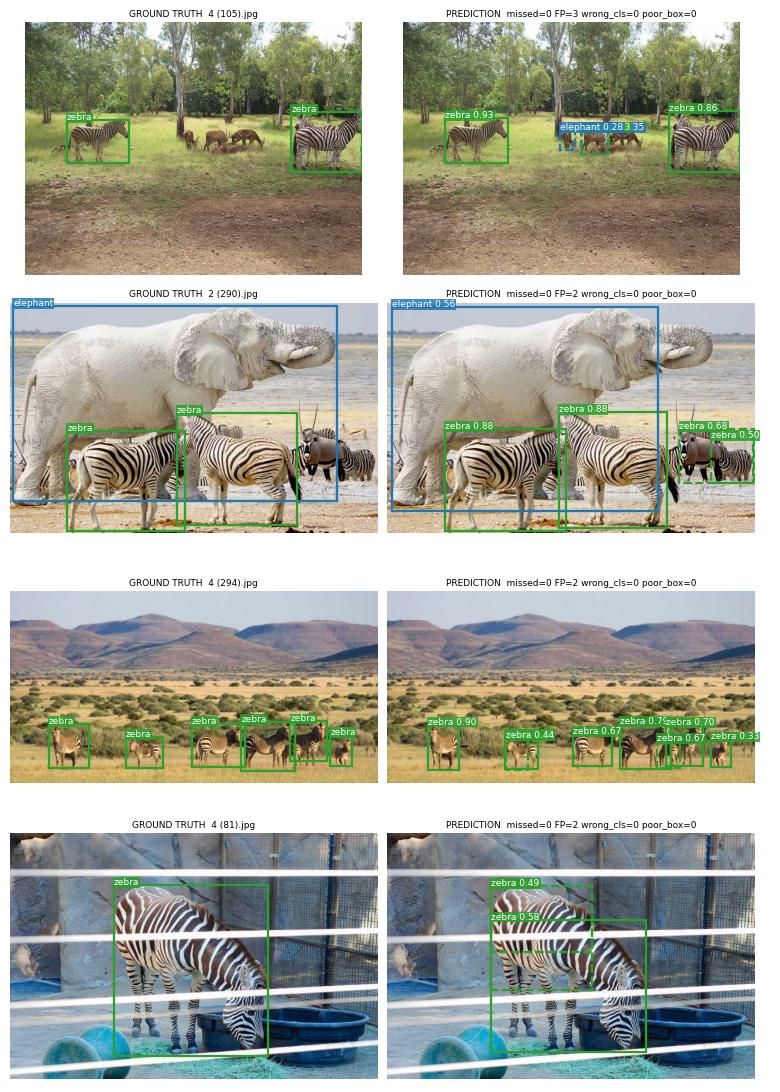 GROUND TRUTH 4 (105).jpg
PREDICTION missed=0 FP=3 wrong_cls=0 poor_box=0
zebra
zebra
zebra 0.93
elephant 0.28
3 35
zebra 0.86
GROUND TRUTH 2 (290).jpg
PREDICTION missed=0 FP=2 wrong_cls=0 poor_box=0
elephant
zebra
zebra
elephant 0.56
zebra 0.88
zebra 0.88
zebra 0.68
zebra 0.50
GROUND TRUTH 4 (294).jpg
PREDICTION missed=0 FP=2 wrong_cls=0 poor_box=0
zebra
zebra
zebra
zebra
zebra
zebra
zebra 0.90
zebra 0.44
zebra 0.67
zebra 0.79
zebra 0.70
zebra 0.67
zebra 0.33
GROUND TRUTH 4 (81).jpg
PREDICTION missed=0 FP=2 wrong_cls=0 poor_box=0
zebra
zebra 0.49
zebra 0.58